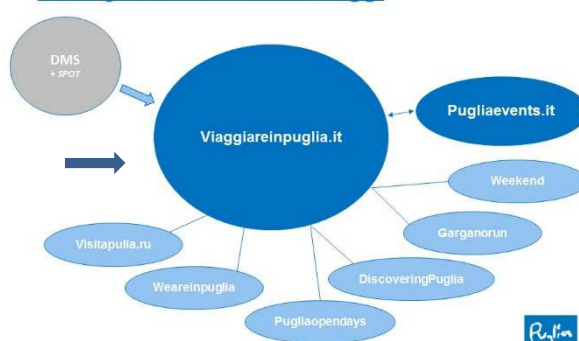 DMS
+ SPOT
Viaggiareinpuglia.it
Pugliaevents.it
Weekend
Garganorun
DiscoveringPuglia
Pugliaopendays
Weareinpuglia
Visitapulia.ru
Puglia